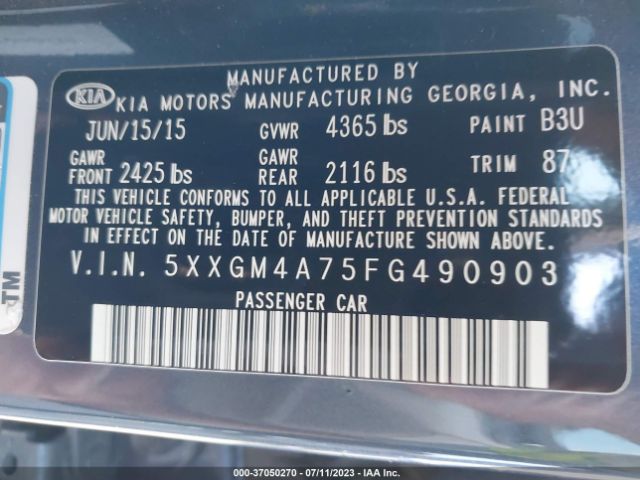 MANUFACTURED BY
KIA KIA MOTORS MANUFACTURING GEORGIA, INC.
JUN/15/15 GVWR 4365 lbs PAINT B3U
GAWR FRONT 2425 lbs GAWR REAR 2116 lbs TRIM 87
THIS VEHICLE CONFORMS TO ALL APPLICABLE U.S.A. FEDERAL
MOTOR VEHICLE SAFETY, BUMPER, AND THEFT PREVENTION STANDARDS
IN EFFECT ON THE DATE OF MANUFACTURE SHOWN ABOVE.
V.I.N. 5XXGM4A75FG490903
PASSENGER CAR
TM
000-37050270 - 07/11/2023 - IAA Inc.